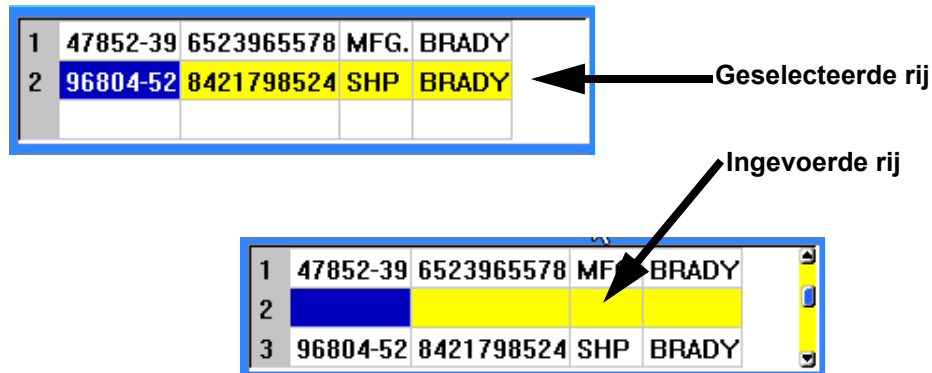 1 47852-39 6523965578 MFG. BRADY
2 96804-52 8421798524 SHP BRADY
Geselecteerde rij
Ingevoerde rij
1 47852-39 6523965578 MF BRADY
2
3 96804-52 8421798524 SHP BRADY